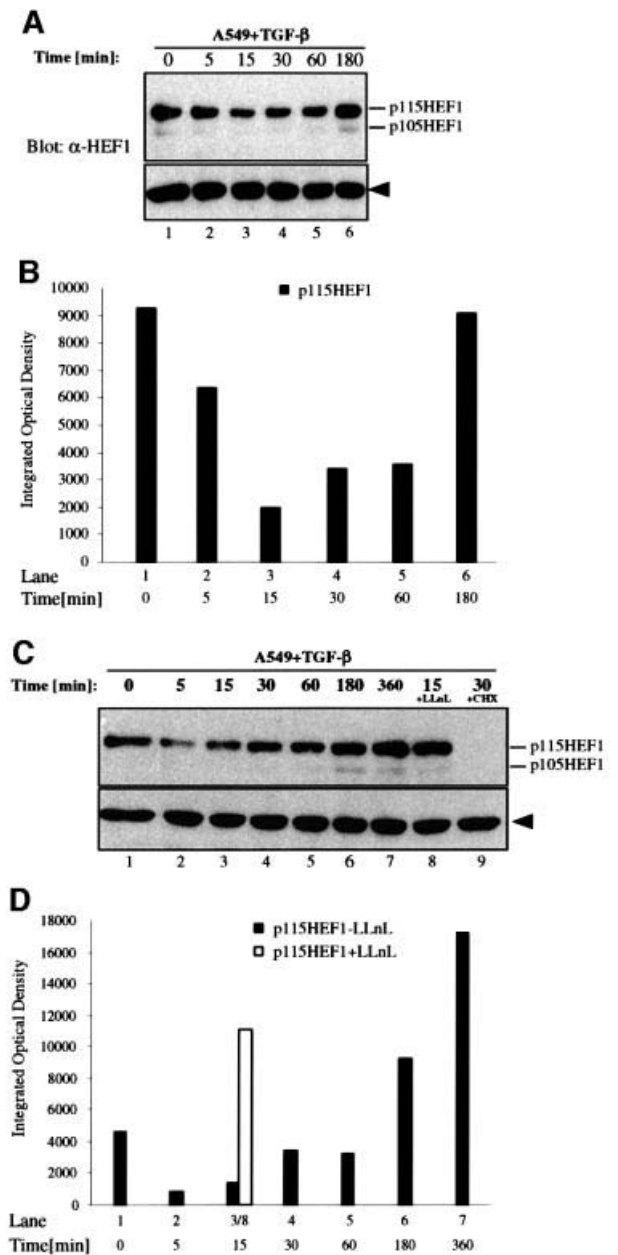 A
A549+TGF-β
Time [min]: 0 5 15 30 60 180
p115HEF1
p105HEF1
Blot: α-HEF1
1 2 3 4 5 6
B
p115HEF1
Integrated Optical Density
10000
9000
8000
7000
6000
5000
4000
3000
2000
1000
0
Lane 1 2 3 4 5 6
Time[min] 0 5 15 30 60 180
C
A549+TGF-β
Time [min]: 0 5 15 30 60 180 360 15 30
+LLnL +CHX
p115HEF1
p105HEF1
1 2 3 4 5 6 7 8 9
D
p115HEF1-LLnL
p115HEF1+LLnL
Integrated Optical Density
18000
16000
14000
12000
10000
8000
6000
4000
2000
0
Lane 1 2 3/8 4 5 6 7
Time[min] 0 5 15 30 60 180 360